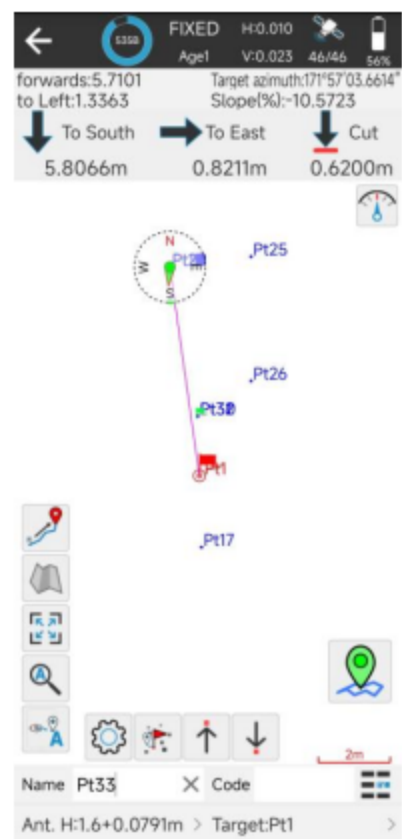 5358 FIXED H:0.010
Age1 V:0.023 46/46 56%
forwards:5.7101 Target azimuth:171°57'03.6614"
to Left:1.3363 Slope(%):-10.5723
To South To East Cut
5.8066m 0.8211m 0.6200m
N
Pt25
W
S
Pt26
Pt1
Pt17
A
A
2m
Name Pt33 Code
Ant. H:1.6+0.0791m > Target:Pt1 >